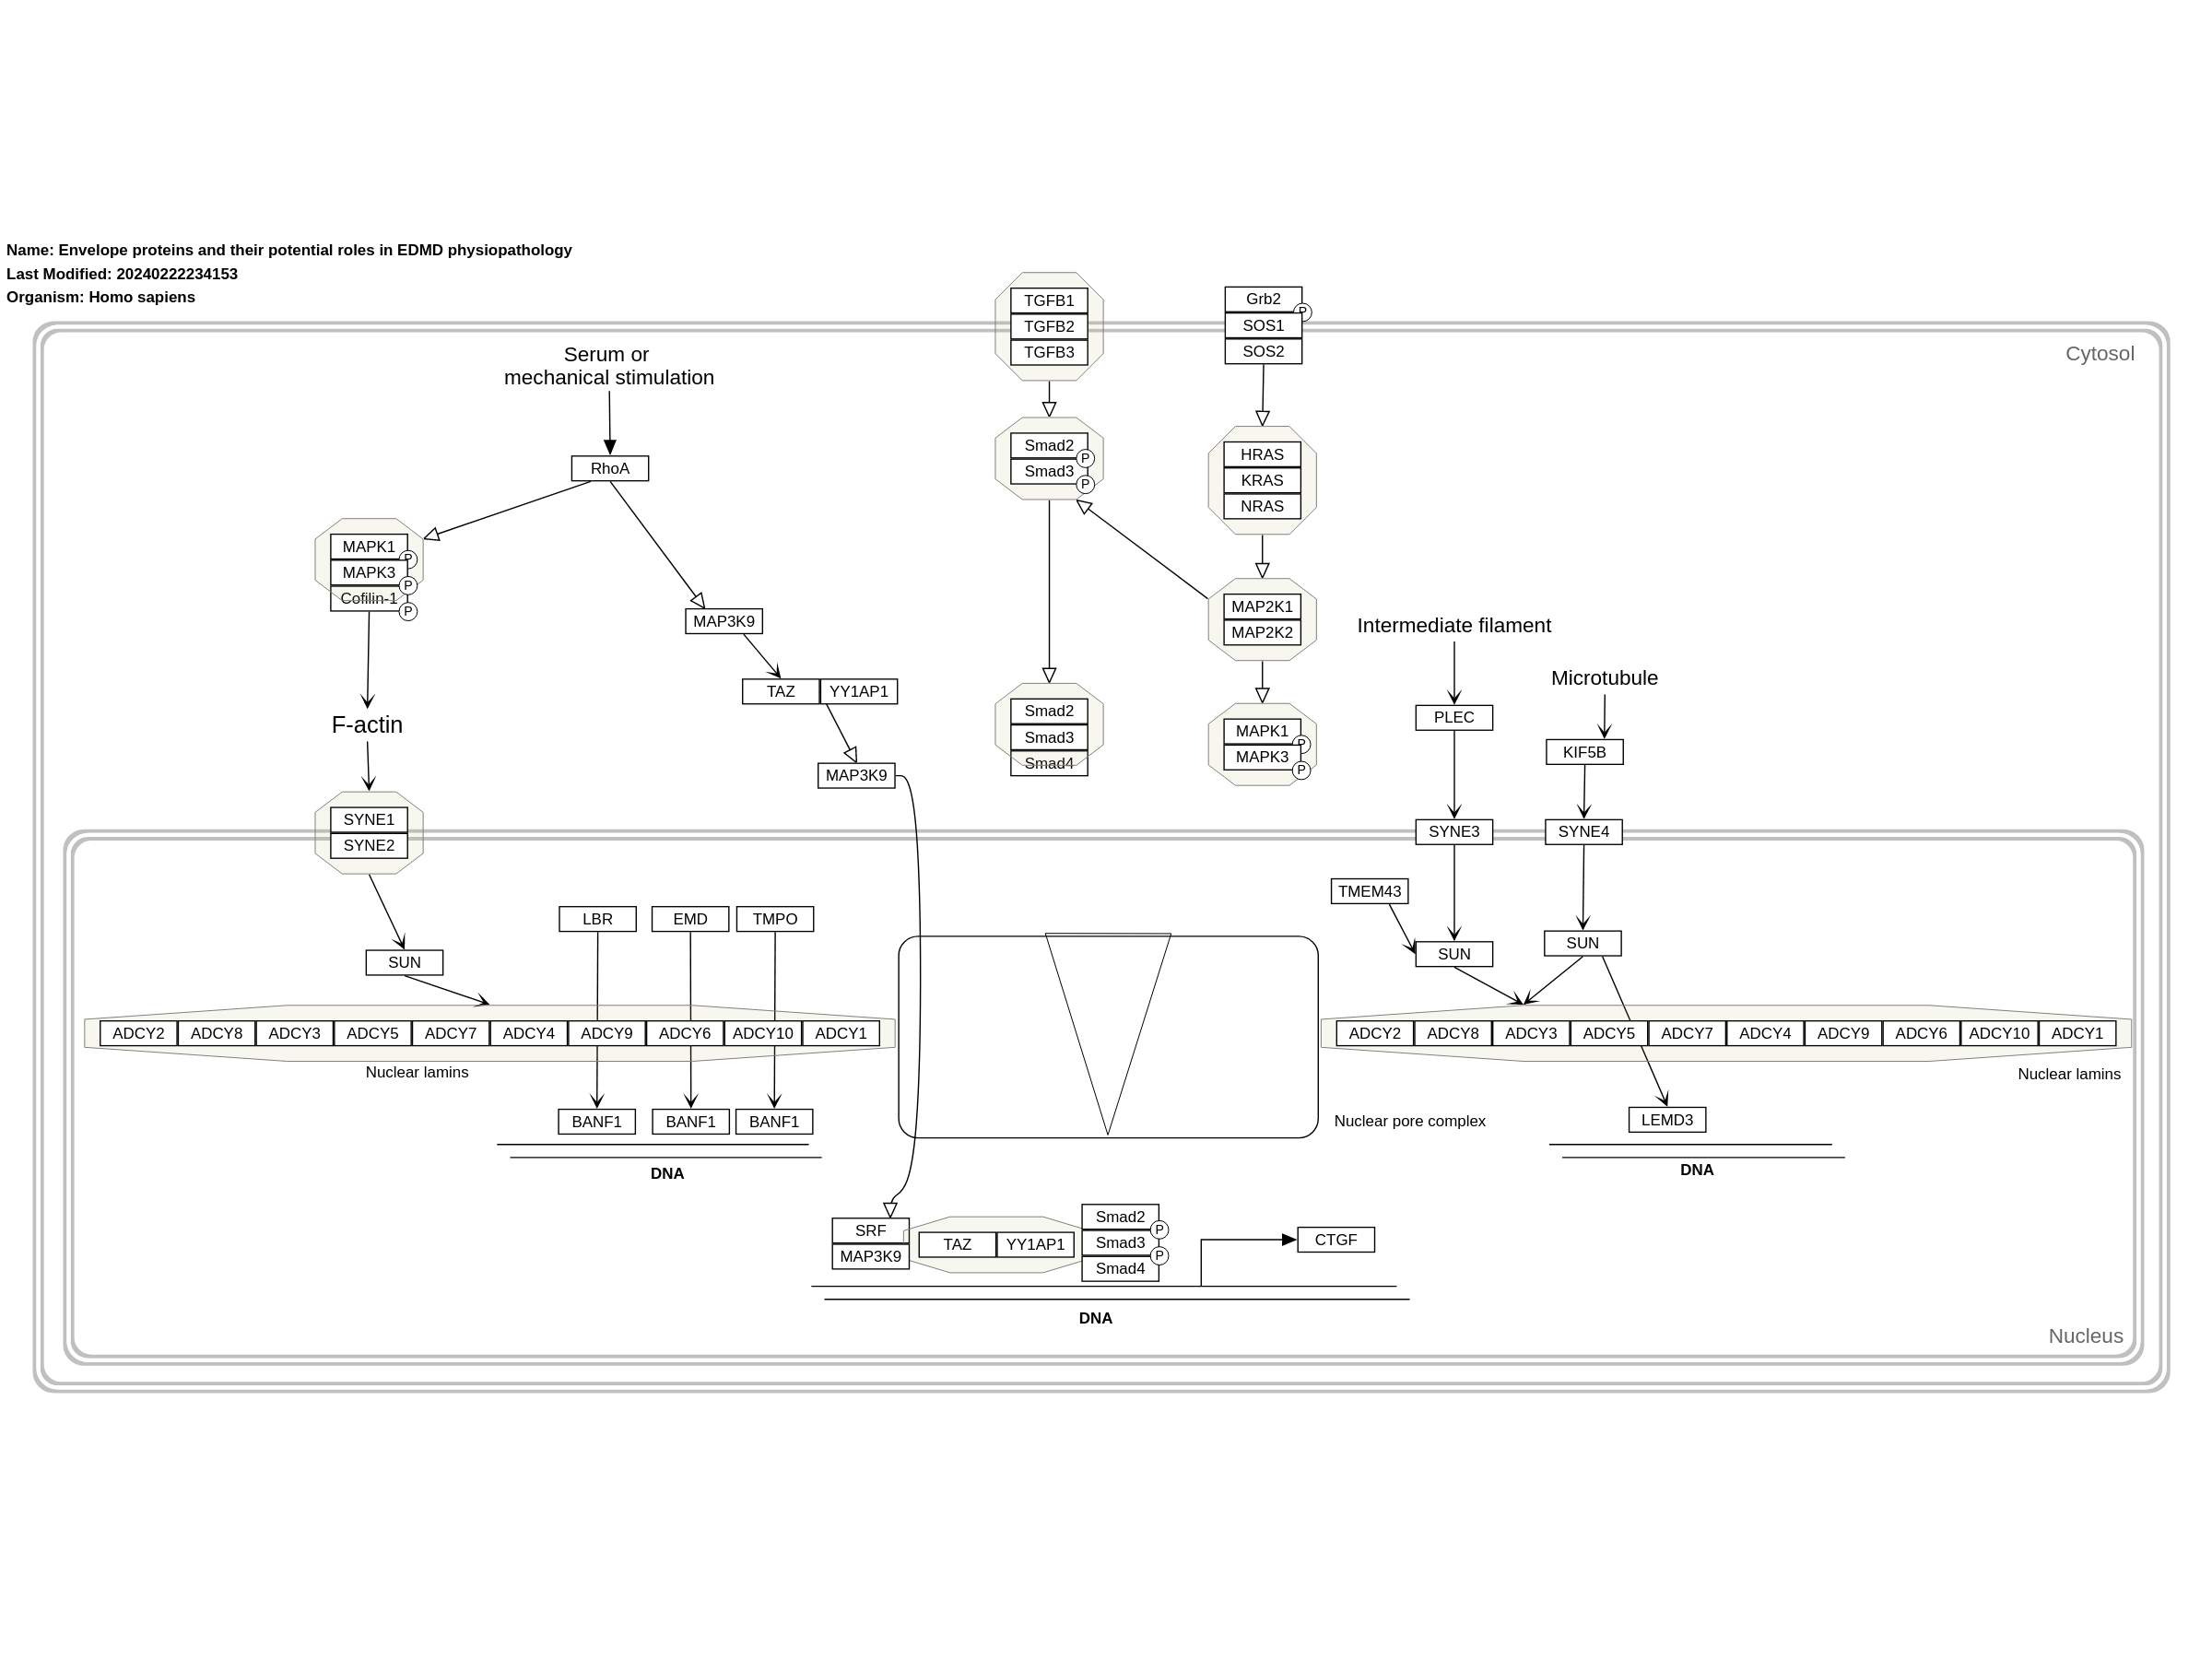 Name: Envelope proteins and their potential roles in EDMD physiopathology
Last Modified: 20240222234153
Organism: Homo sapiens
TGFB1
TGFB2
TGFB3
Grb2
P
SOS1
SOS2
Cytosol
Serum or
mechanical stimulation
RhoA
Smad2
P
Smad3
P
HRAS
KRAS
NRAS
MAPK1
P
MAPK3
P
Cofilin-1
P
MAP3K9
MAP2K1
MAP2K2
Intermediate filament
Microtubule
TAZ
YY1AP1
F-actin
Smad2
Smad3
Smad4
MAPK1
P
MAPK3
P
PLEC
KIF5B
MAP3K9
SYNE1
SYNE2
SYNE3
SYNE4
TMEM43
LBR
EMD
TMPO
SUN
SUN
SUN
ADCY2
ADCY8
ADCY3
ADCY5
ADCY7
ADCY4
ADCY9
ADCY6
ADCY10
ADCY1
ADCY2
ADCY8
ADCY3
ADCY5
ADCY7
ADCY4
ADCY9
ADCY6
ADCY10
ADCY1
Nuclear lamins
Nuclear lamins
BANF1
BANF1
BANF1
Nuclear pore complex
LEMD3
DNA
DNA
SRF
MAP3K9
TAZ
YY1AP1
Smad2
P
Smad3
P
Smad4
CTGF
DNA
Nucleus